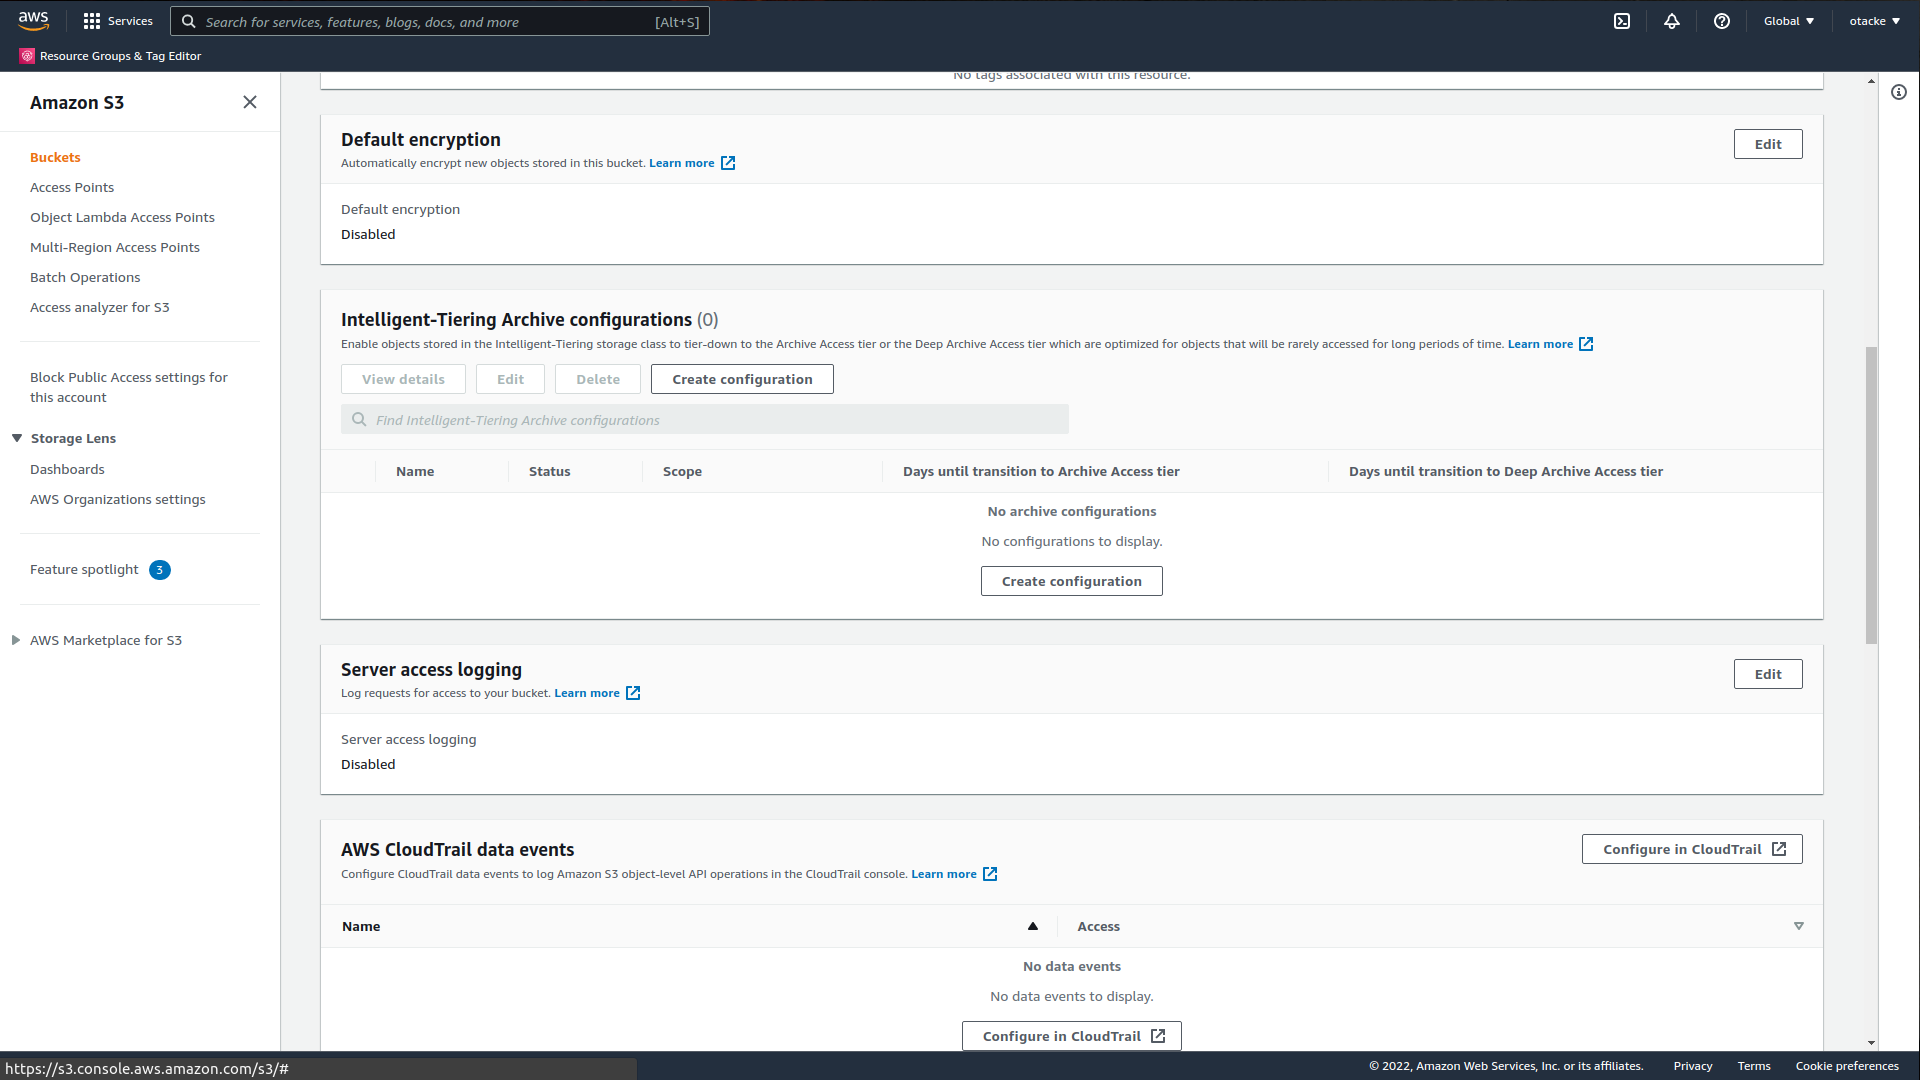 aws
Services
Search for services, features, blogs, docs, and more
[Alt+S]
Global
otacke
Resource Groups & Tag Editor
Amazon S3
Buckets
Access Points
Object Lambda Access Points
Multi-Region Access Points
Batch Operations
Access analyzer for S3
Block Public Access settings for
this account
Storage Lens
Dashboards
AWS Organizations settings
Feature spotlight 3
AWS Marketplace for S3
No tags associated with this resource.
Default encryption
Edit
Automatically encrypt new objects stored in this bucket. Learn more
Default encryption
Disabled
Intelligent-Tiering Archive configurations (0)
Enable objects stored in the Intelligent-Tiering storage class to tier-down to the Archive Access tier or the Deep Archive Access tier which are optimized for objects that will be rarely accessed for long periods of time. Learn more
View details
Edit
Delete
Create configuration
Find Intelligent-Tiering Archive configurations
Name
Status
Scope
Days until transition to Archive Access tier
Days until transition to Deep Archive Access tier
No archive configurations
No configurations to display.
Create configuration
Server access logging
Edit
Log requests for access to your bucket. Learn more
Server access logging
Disabled
AWS CloudTrail data events
Configure in CloudTrail
Configure CloudTrail data events to log Amazon S3 object-level API operations in the CloudTrail console. Learn more
Name
Access
No data events
No data events to display.
Configure in CloudTrail
https://s3.console.aws.amazon.com/s3/#
© 2022, Amazon Web Services, Inc. or its affiliates.
Privacy
Terms
Cookie preferences